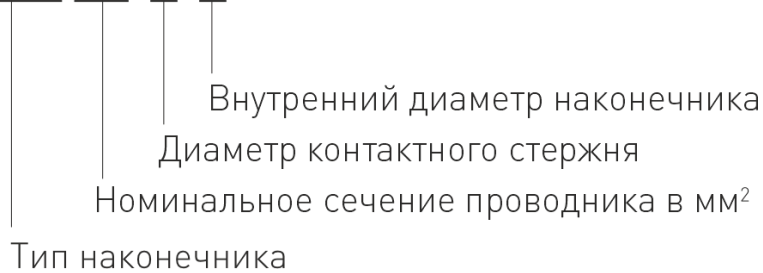 Внутренний диаметр наконечника
Диаметр контактного стержня
Номинальное сечение проводника в мм²
Тип наконечника